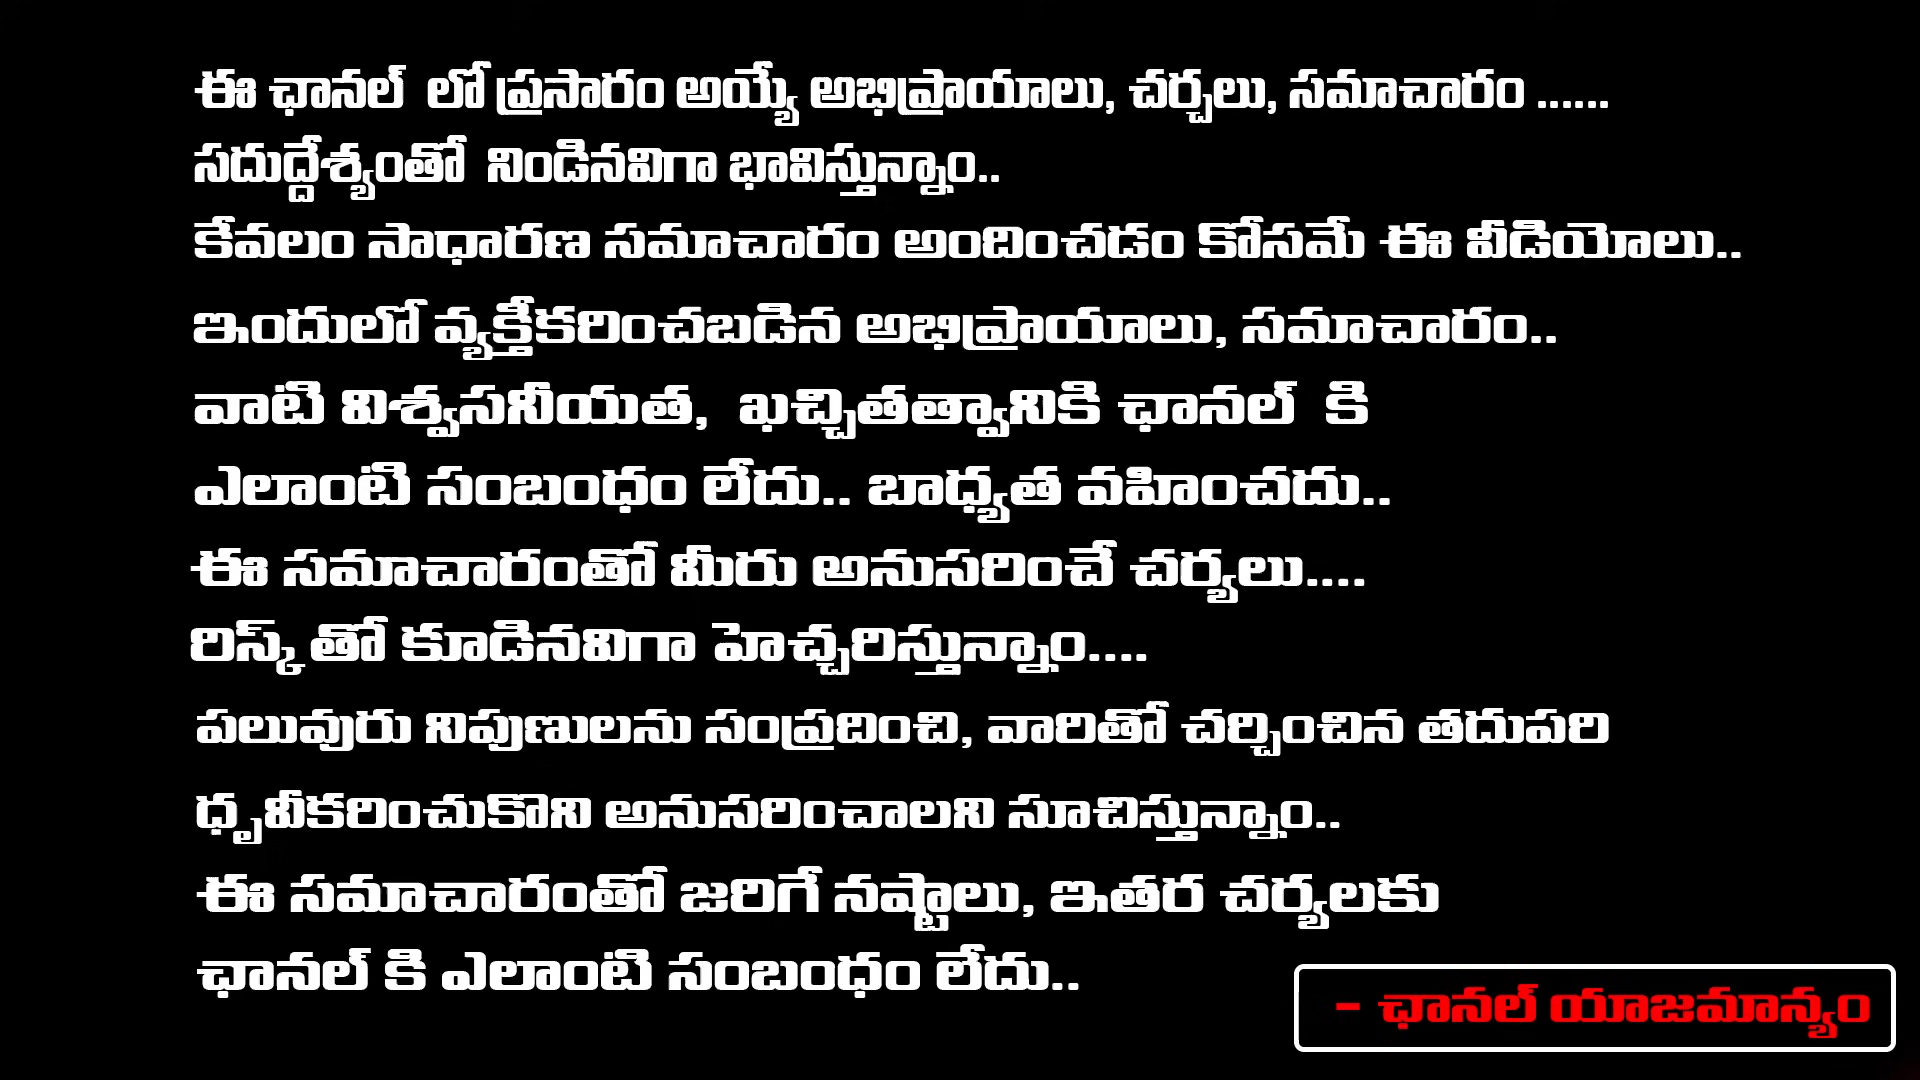 ఈ ఛానల్ లో ప్రసారం అయ్యే అభిప్రాయాలు, చర్చలు, సమాచారం ......
సదుద్దేశ్యంతో నిండినవిగా భావిస్తున్నాం..
కేవలం సాధారణ సమాచారం అందించడం కోసమే ఈ వీడియోలు..
ఇందులో వ్యక్తీకరించబడిన అభిప్రాయాలు, సమాచారం..
వాటి విశ్వసనీయత, ఖచ్చితత్వానికి ఛానల్ కి
ఎలాంటి సంబంధం లేదు.. బాధ్యత వహించదు..
ఈ సమాచారంతో మీరు అనుసరించే చర్యలు....
రిస్క్ తో కూడినవిగా హెచ్చరిస్తున్నాం....
పలువురు నిపుణులను సంప్రదించి, వారితో చర్చించిన తదుపరి
ధృవీకరించుకొని అనుసరించాలని సూచిస్తున్నాం..
ఈ సమాచారంతో జరిగే నష్టాలు, ఇతర చర్యలకు
ఛానల్ కి ఎలాంటి సంబంధం లేదు..
- ఛానల్ యాజమాన్యం